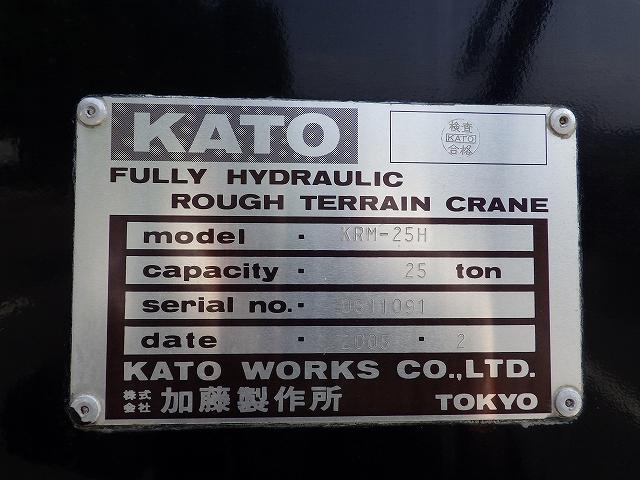 KATO
検査
KATO
合格
FULLY HYDRAULIC
ROUGH TERRAIN CRANE
model · KRM-25H
capacity · 25 ton
serial no. ·
date · 2005 · 2
KATO WORKS CO.,LTD.
株式会社 加藤製作所 TOKYO